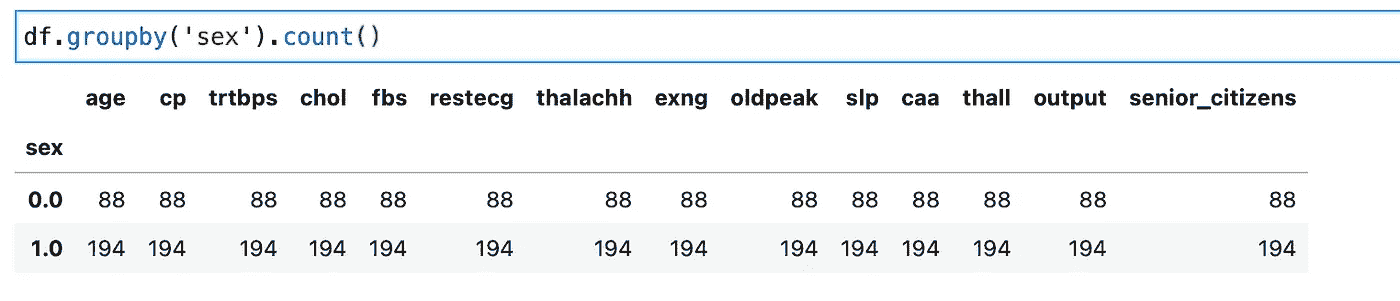 df.groupby('sex').count()
age cp trtbps chol fbs restecg thalachh exng oldpeak slp caa thall output senior_citizens
sex
0.0 88 88 88 88 88 88 88 88 88 88 88 88 88 88
1.0 194 194 194 194 194 194 194 194 194 194 194 194 194 194